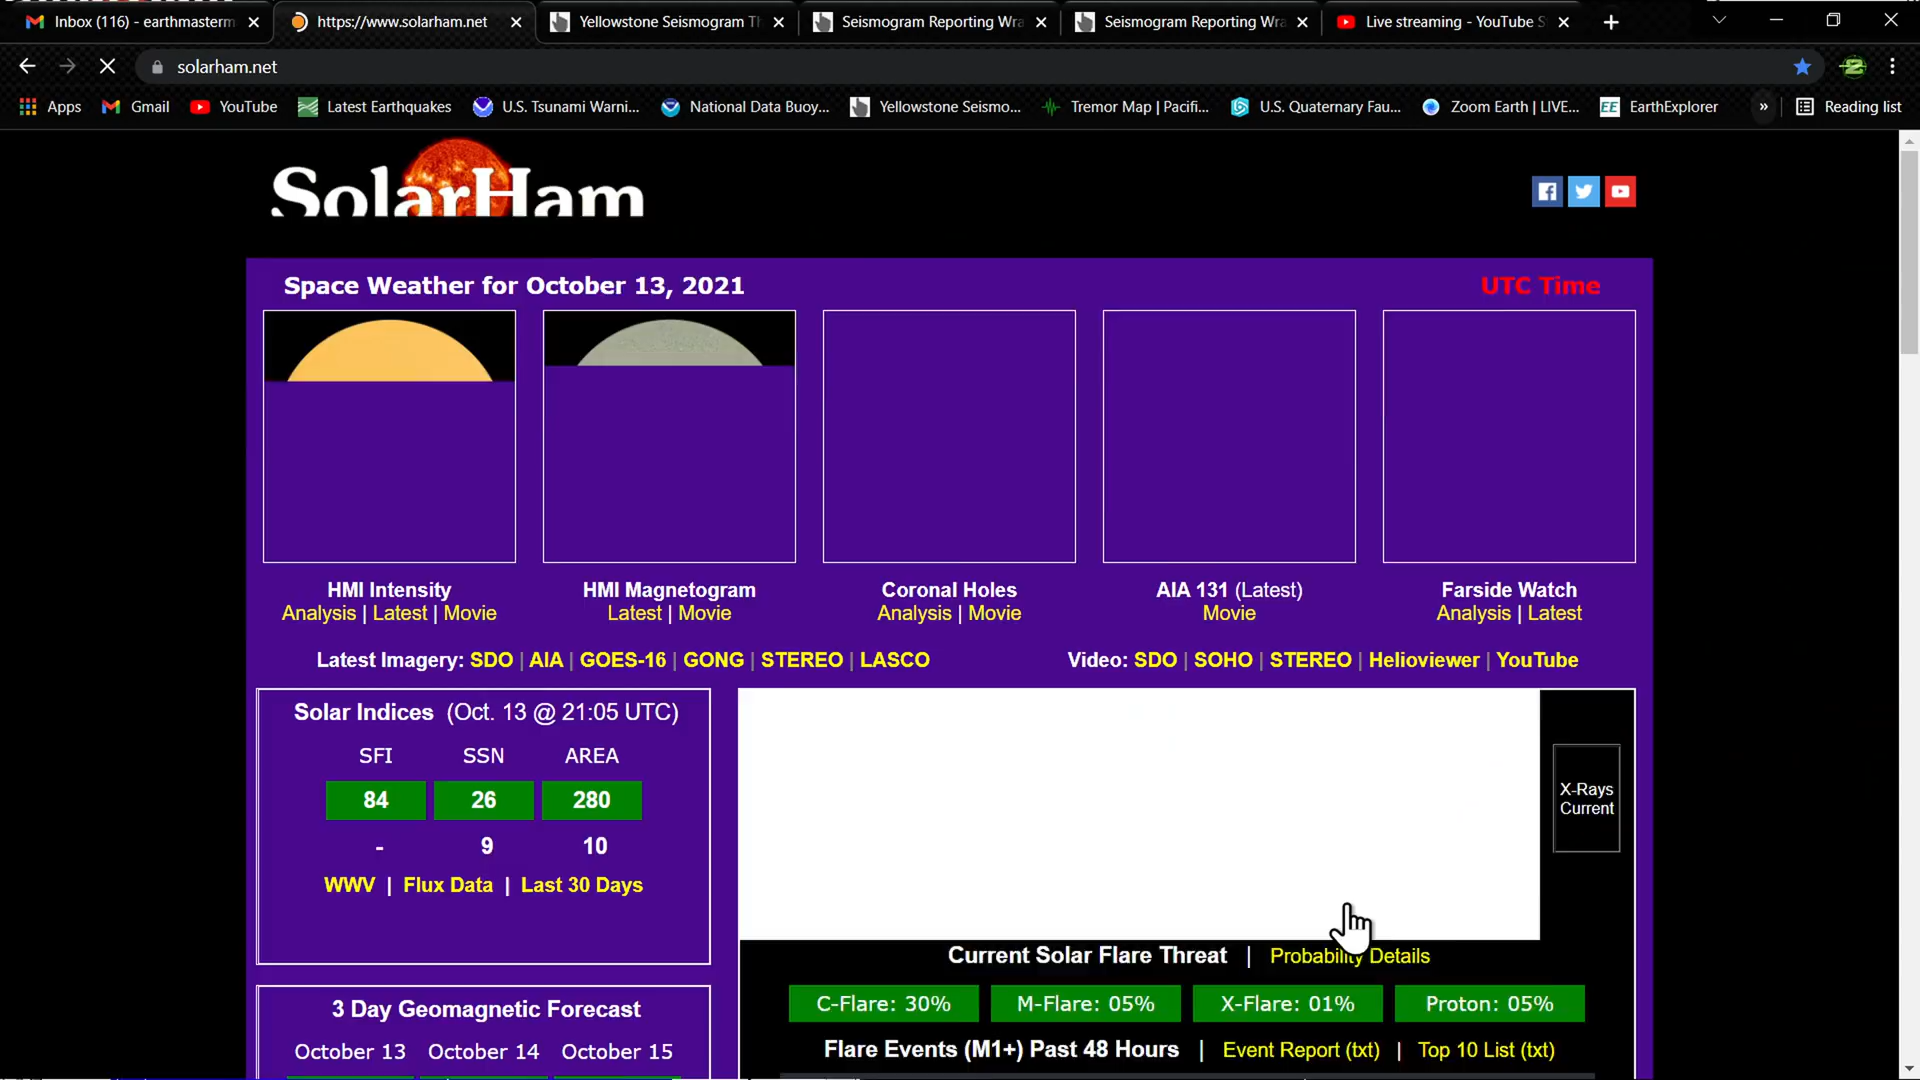 Inbox (116) - earthmasterm
https://www.solarham.net
Yellowstone Seismogram Th
Seismogram Reporting Wra
Seismogram Reporting Wra
Live streaming - YouTube S
solarham.net
Apps
Gmail
YouTube
Latest Earthquakes
U.S. Tsunami Warni...
National Data Buoy...
Yellowstone Seismo...
Tremor Map | Pacifi...
U.S. Quaternary Fau...
Zoom Earth | LIVE...
EE EarthExplorer
»
Reading list
SolarHam
Space Weather for October 13, 2021
UTC Time
HMI Intensity
Analysis | Latest | Movie
HMI Magnetogram
Latest | Movie
Coronal Holes
Analysis | Movie
AIA 131 (Latest)
Movie
Farside Watch
Analysis | Latest
Latest Imagery: SDO | AIA | GOES-16 | GONG | STEREO | LASCO
Video: SDO | SOHO | STEREO | Helioviewer | YouTube
Solar Indices (Oct. 13 @ 21:05 UTC)
SFI SSN AREA
84 26 280
- 9 10
WWV | Flux Data | Last 30 Days
X-Rays
Current
Current Solar Flare Threat | Probability Details
C-Flare: 30% M-Flare: 05% X-Flare: 01% Proton: 05%
Flare Events (M1+) Past 48 Hours | Event Report (txt) | Top 10 List (txt)
3 Day Geomagnetic Forecast
October 13 October 14 October 15